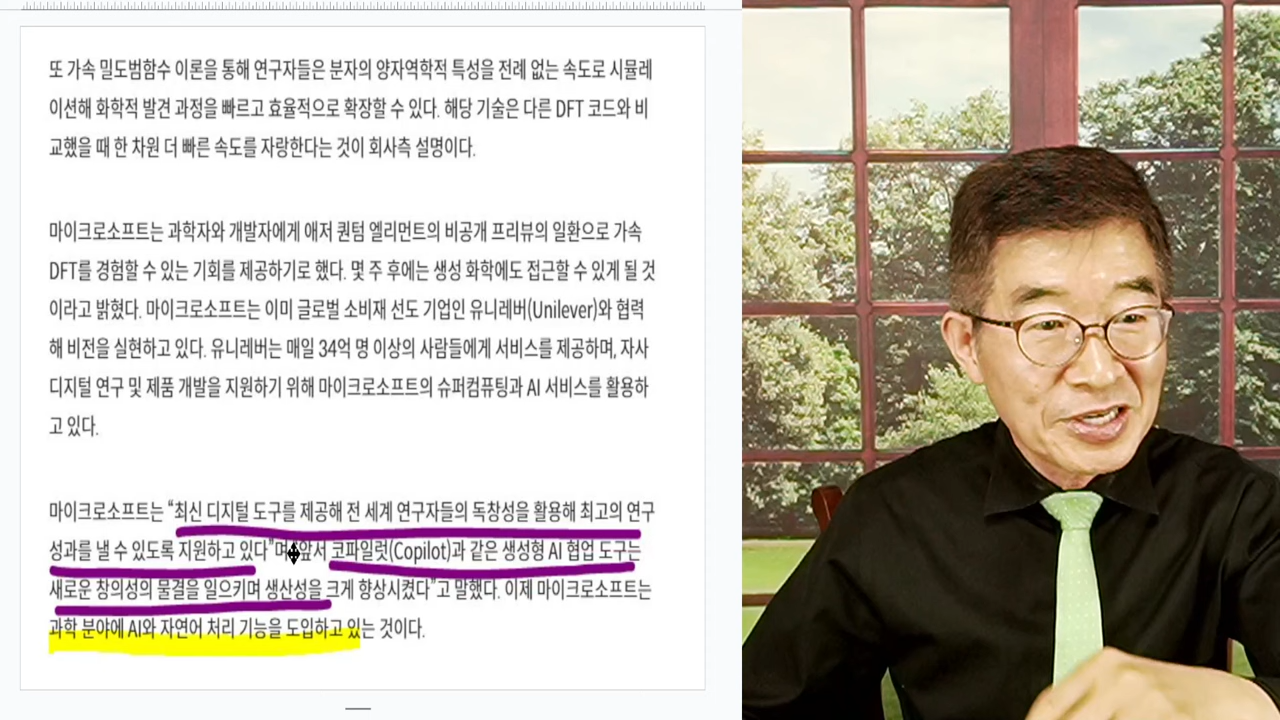 또 가속 밀도범함수 이론을 통해 연구자들은 분자의 양자역학적 특성을 전례 없는 속도로 시뮬레
이션해 화학적 발견 과정을 빠르고 효율적으로 확장할 수 있다. 해당 기술은 다른 DFT 코드와 비
교했을 때 한 차원 더 빠른 속도를 자랑한다는 것이 회사측 설명이다.
마이크로소프트는 과학자와 개발자에게 애저 퀀텀 엘리먼트의 비공개 프리뷰의 일환으로 가속
DFT를 경험할 수 있는 기회를 제공하기로 했다. 몇 주 후에는 생성 화학에도 접근할 수 있게 될 것
이라고 밝혔다. 마이크로소프트는 이미 글로벌 소비재 선도 기업인 유니레버(Unilever)와 협력
해 비전을 실현하고 있다. 유니레버는 매일 34억 명 이상의 사람들에게 서비스를 제공하며, 자사
디지털 연구 및 제품 개발을 지원하기 위해 마이크로소프트의 슈퍼컴퓨팅과 AI 서비스를 활용하
고 있다.
마이크로소프트는 “최신 디지털 도구를 제공해 전 세계 연구자들의 독창성을 활용해 최고의 연구
성과를 낼 수 있도록 지원하고 있다”며 “앞서 코파일럿(Copilot)과 같은 생성형 AI 협업 도구는
새로운 창의성의 물결을 일으키며 생산성을 크게 향상시켰다”고 말했다. 이제 마이크로소프트는
과학 분야에 AI와 자연어 처리 기능을 도입하고 있는 것이다.